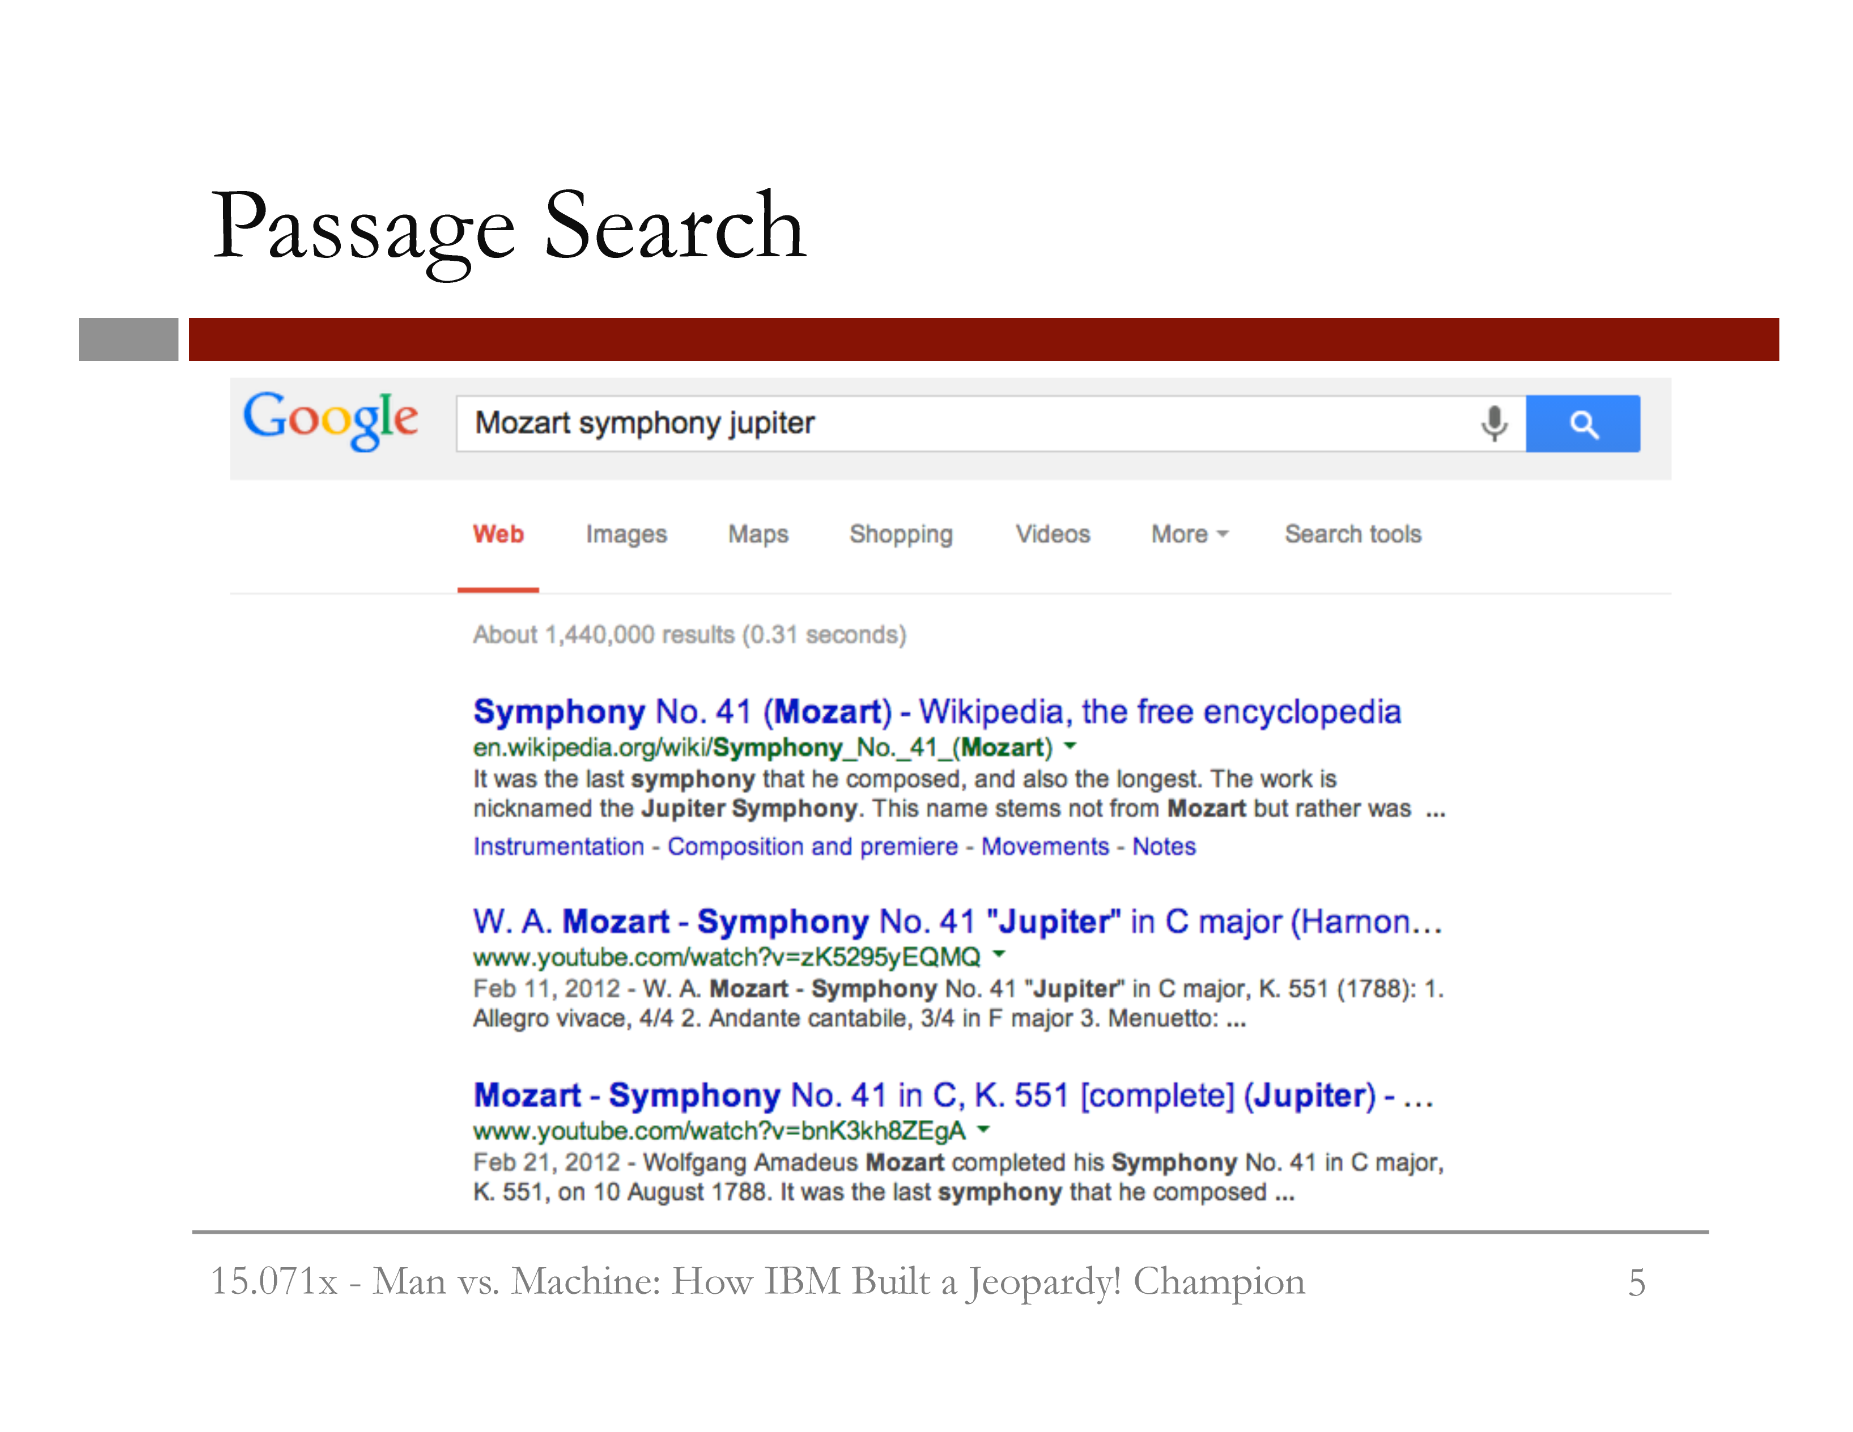 Passage Search
Google
Mozart symphony jupiter
Web Images Maps Shopping Videos More Search tools
About 1,440,000 results (0.31 seconds)
Symphony No. 41 (Mozart) - Wikipedia, the free encyclopedia
en.wikipedia.org/wiki/Symphony_No._41_(Mozart)
It was the last symphony that he composed, and also the longest. The work is
nicknamed the Jupiter Symphony. This name stems not from Mozart but rather was ...
Instrumentation - Composition and premiere - Movements - Notes
W. A. Mozart - Symphony No. 41 "Jupiter" in C major (Harnon...
www.youtube.com/watch?v=zK5295yEQMQ
Feb 11, 2012 - W. A. Mozart - Symphony No. 41 "Jupiter" in C major, K. 551 (1788): 1.
Allegro vivace, 4/4 2. Andante cantabile, 3/4 in F major 3. Menuetto: ...
Mozart - Symphony No. 41 in C, K. 551 [complete] (Jupiter) - ...
www.youtube.com/watch?v=bnK3kh8ZEgA
Feb 21, 2012 - Wolfgang Amadeus Mozart completed his Symphony No. 41 in C major,
K. 551, on 10 August 1788. It was the last symphony that he composed ...
15.071x - Man vs. Machine: How IBM Built a Jeopardy! Champion 5